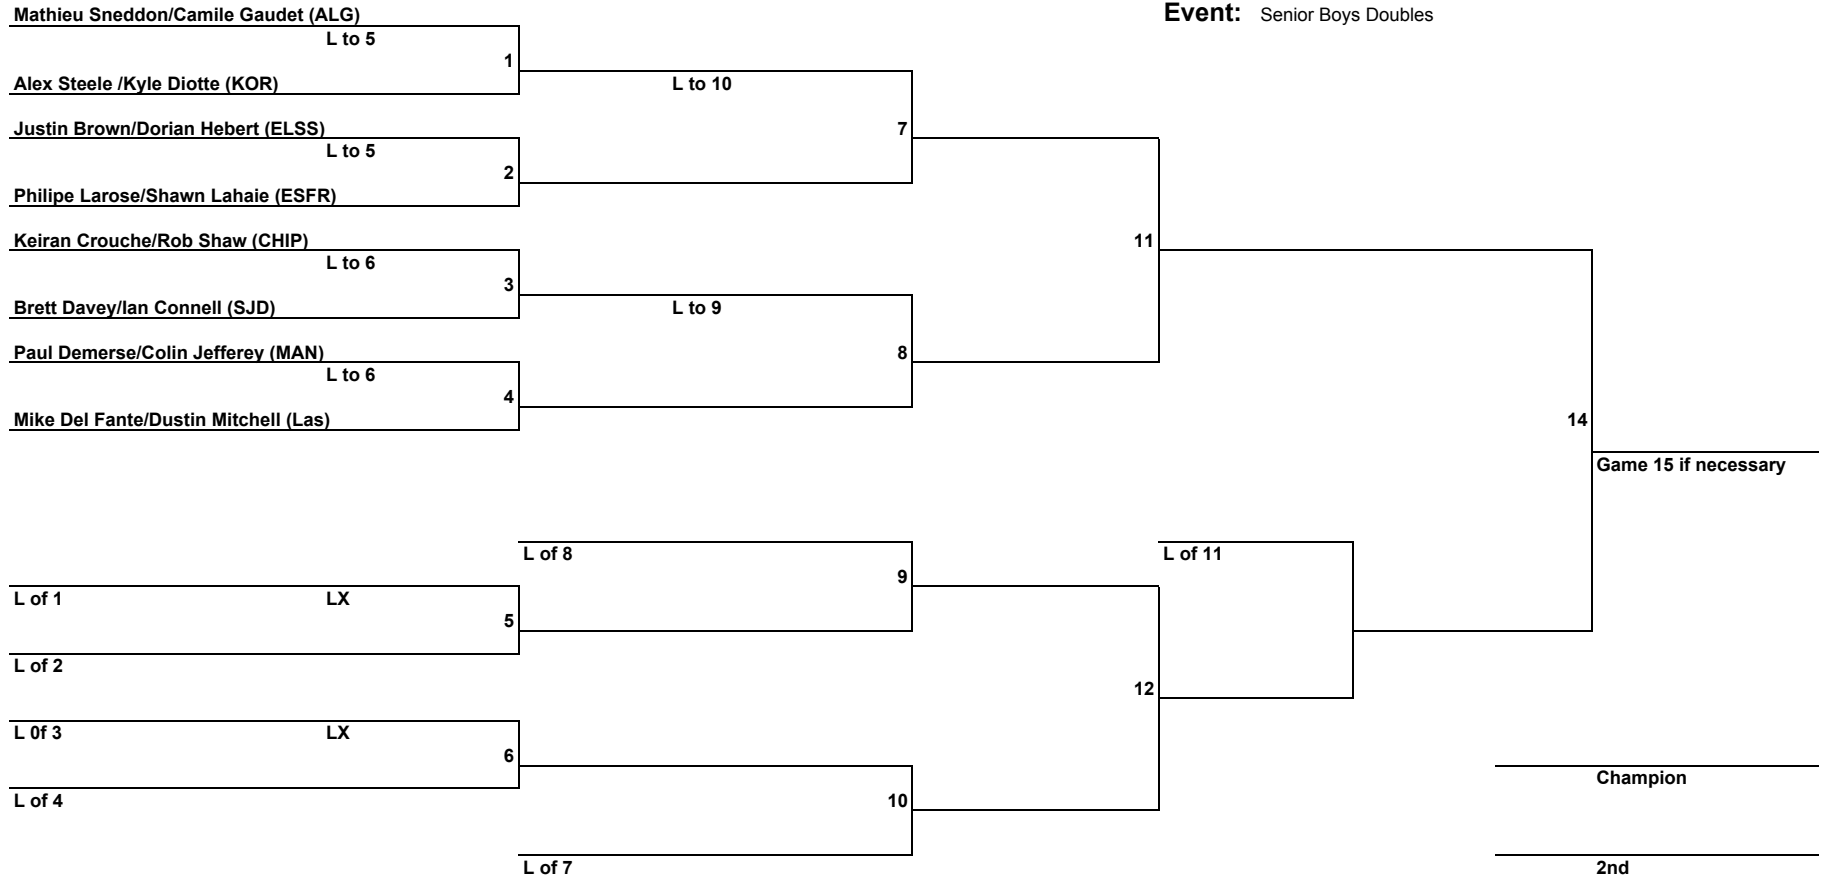 Mathieu Sneddon/Camile Gaudet (ALG)
Event: Senior Boys Doubles
L to 5
1
Alex Steele /Kyle Diotte (KOR)
L to 10
Justin Brown/Dorian Hebert (ELSS)
7
L to 5
2
Philipe Larose/Shawn Lahaie (ESFR)
Keiran Crouche/Rob Shaw (CHIP)
11
L to 6
3
Brett Davey/Ian Connell (SJD)
L to 9
Paul Demerse/Colin Jefferey (MAN)
8
L to 6
4
Mike Del Fante/Dustin Mitchell (Las)
14
Game 15 if necessary
L of 8
L of 11
9
L of 1
LX
5
L of 2
12
L 0f 3
LX
6
Champion
L of 4
10
L of 7
2nd